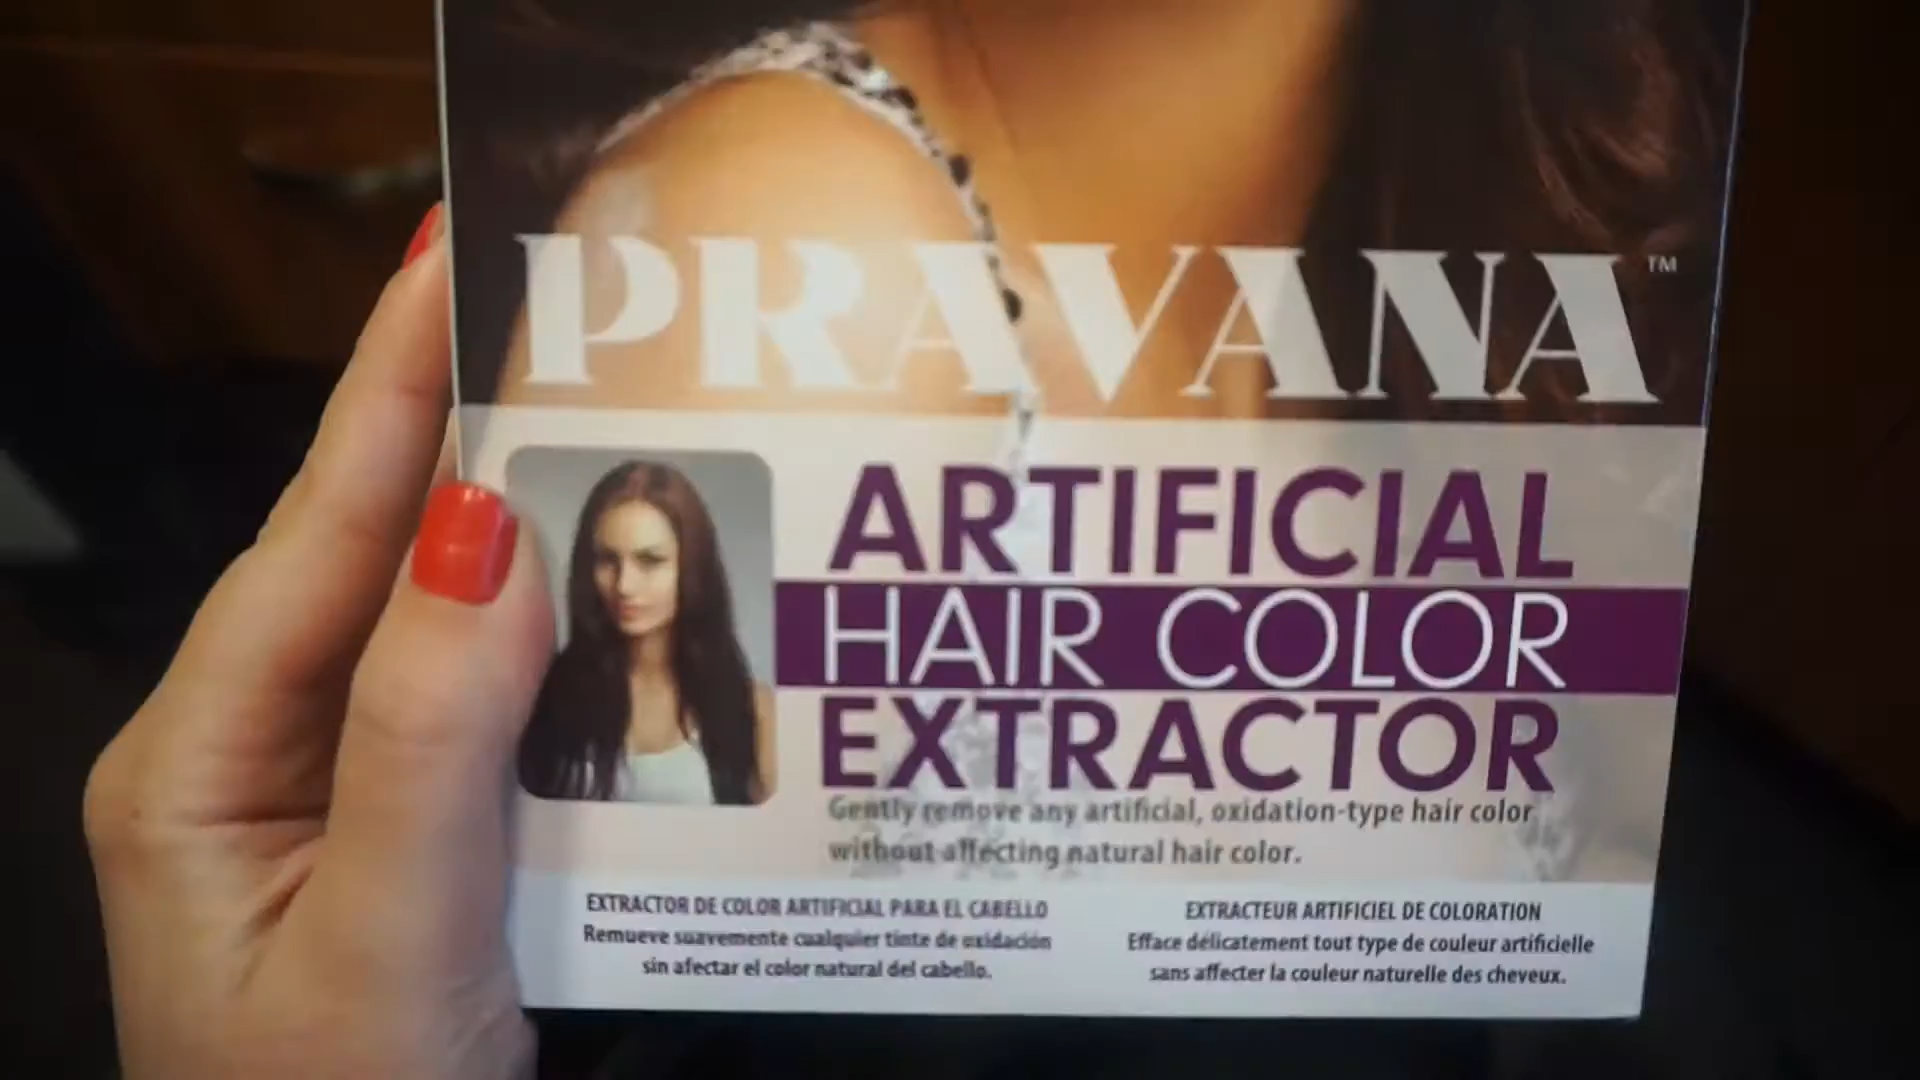 PRAVANA™
ARTIFICIAL
HAIR COLOR
EXTRACTOR
Gently remove any artificial, oxidation-type hair color
without affecting natural hair color.
EXTRACTOR DE COLOR ARTIFICIAL PARA EL CABELLO
Remueve suavemente cualquier tinte de oxidación
sin afectar el color natural del cabello.
EXTRACTEUR ARTIFICIEL DE COLORATION
Efface délicatement tout type de couleur artificielle
sans affecter la couleur naturelle des cheveux.